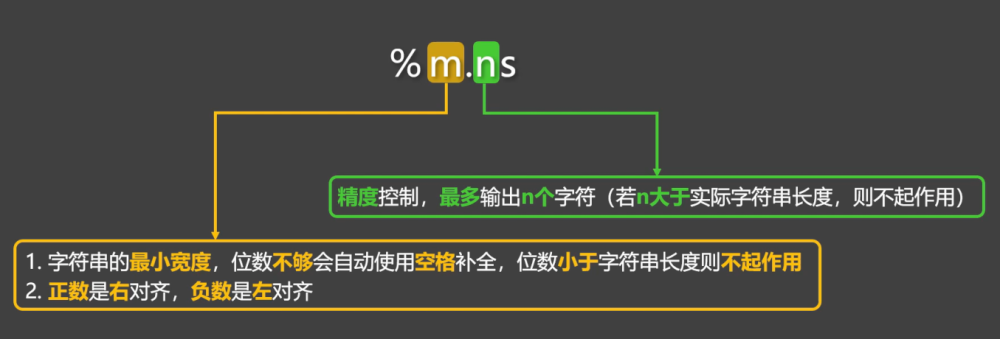 %m.ns
精度控制，最多输出n个字符（若n大于实际字符串长度，则不起作用）
1. 字符串的最小宽度，位数不够会自动使用空格补全，位数小于字符串长度则不起作用
2. 正数是右对齐，负数是左对齐